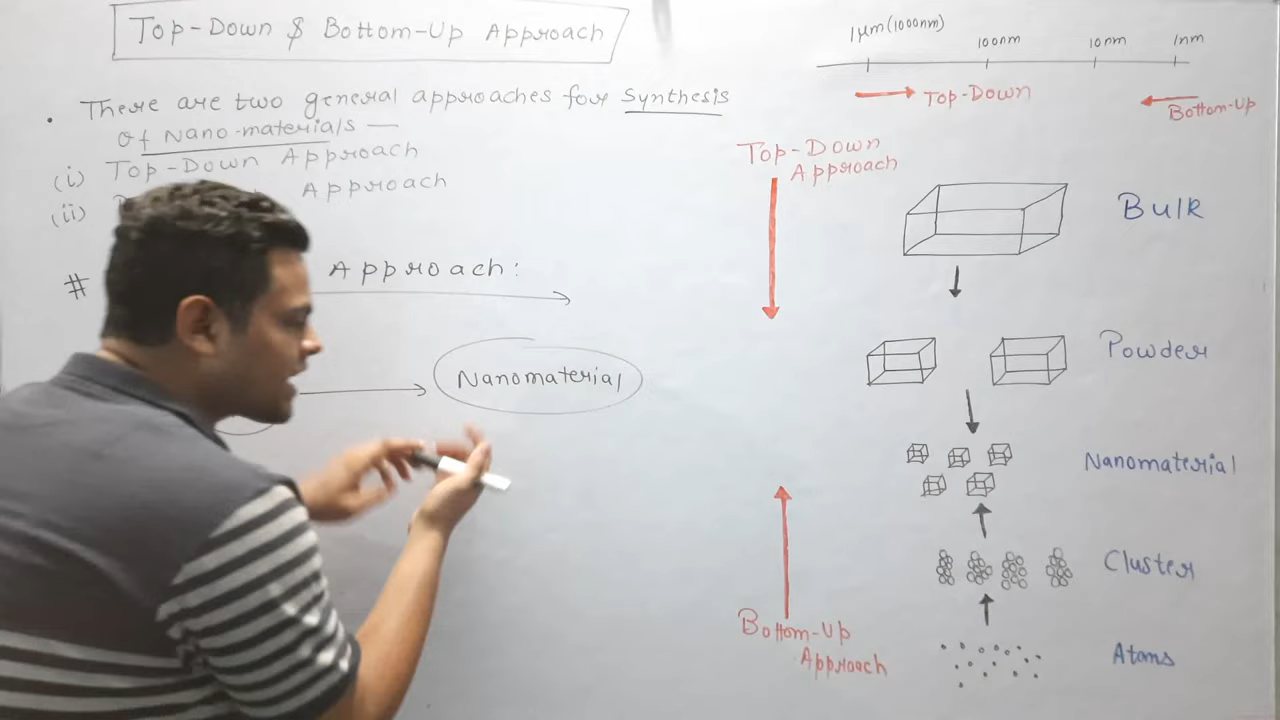 Top-Down & Bottom-Up Approach
• There are two general approaches for Synthesis
of Nano-materials —
(i) Top-Down Approach
(ii) Approach
# Approach:
Nanomaterial
1μm (1000nm)
100nm
10nm
1nm
Top-Down
Bottom-Up
Top-Down
Approach
Bulk
Powder
Nanomaterial
Cluster
Bottom-Up
Approach
Atoms